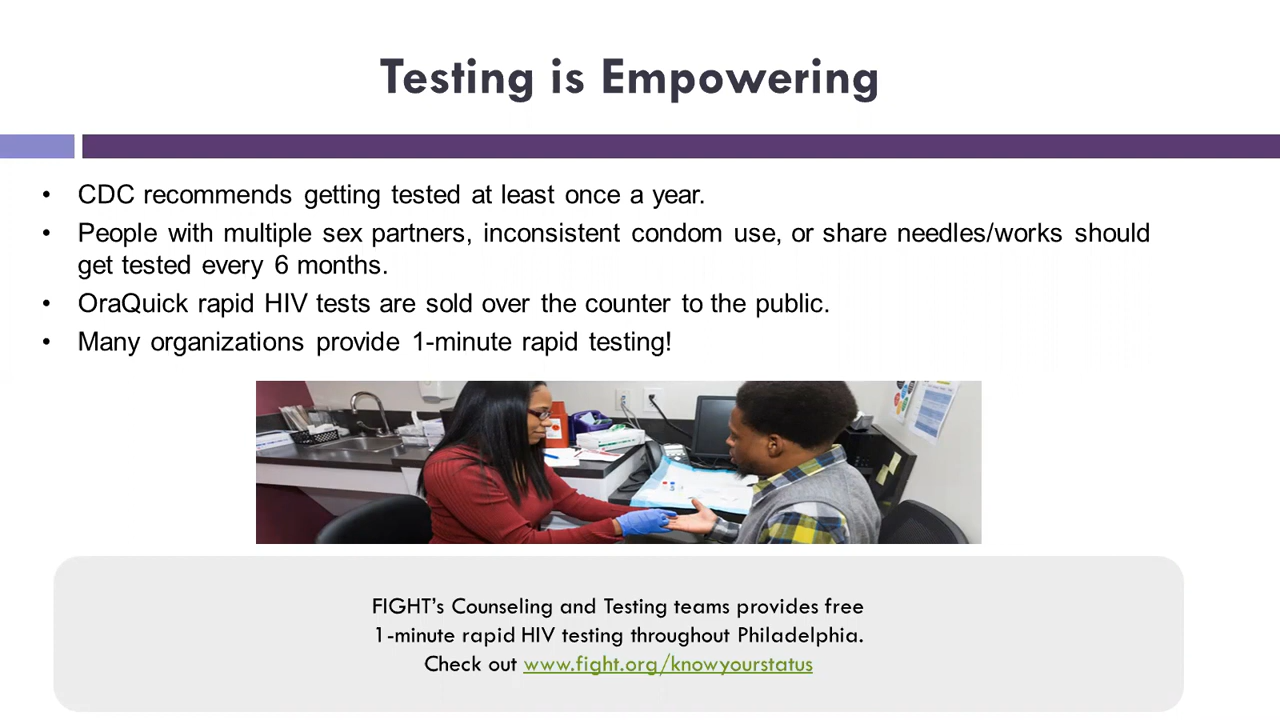 Testing is Empowering
• CDC recommends getting tested at least once a year.
• People with multiple sex partners, inconsistent condom use, or share needles/works should
get tested every 6 months.
• OraQuick rapid HIV tests are sold over the counter to the public.
• Many organizations provide 1-minute rapid testing!
FIGHT's Counseling and Testing teams provides free
1-minute rapid HIV testing throughout Philadelphia.
Check out www.fight.org/knowyourstatus